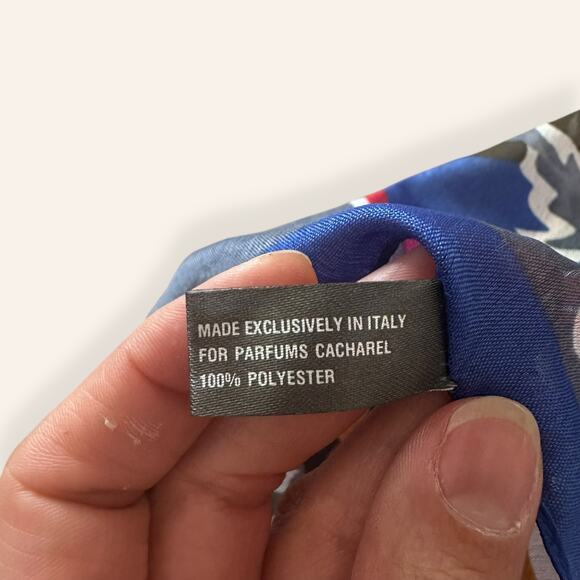 MADE EXCLUSIVELY IN ITALY
FOR PARFUMS CACHAREL
100% POLYESTER